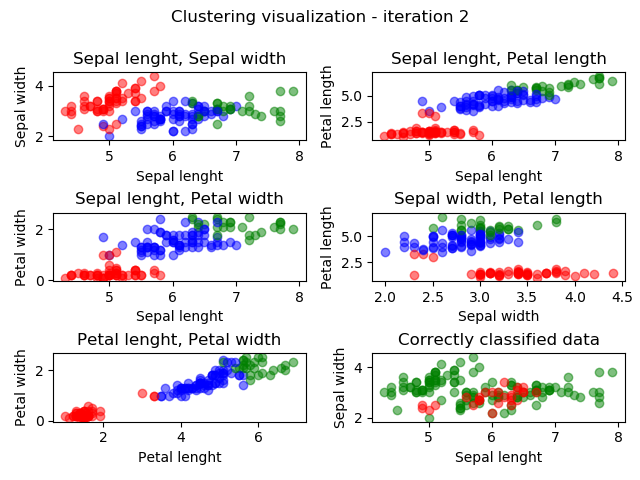 Clustering visualization - iteration 2
Sepal lenght, Sepal width
Sepal width
4
2
5
6
7
8
Sepal lenght
Sepal lenght, Petal length
Petal length
5.0
2.5
5
6
7
8
Sepal lenght
Sepal lenght, Petal width
Petal width
2
0
5
6
7
8
Sepal lenght
Sepal width, Petal length
Petal length
5.0
2.5
2.0
2.5
3.0
3.5
4.0
4.5
Sepal width
Petal lenght, Petal width
Petal width
2
0
2
4
6
Petal lenght
Correctly classified data
Sepal width
4
2
5
6
7
8
Sepal lenght